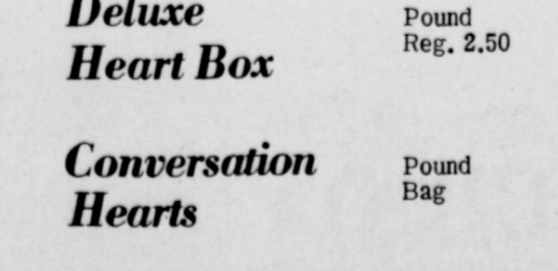 Deluxe
Heart Box
Pound
Reg. 2.50
Conversation
Hearts
Pound
Bag